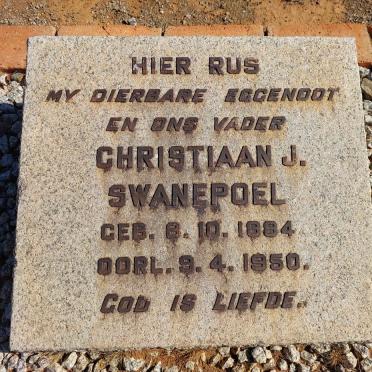 HIER RUS
MY DIERBARE EGGENOOT
EN ONS VADER
CHRISTIAAN J.
SWANEPOEL
GEB. 8. 10. 1884
OORL. 9. 4. 1950.
GOD IS LIEFDE.